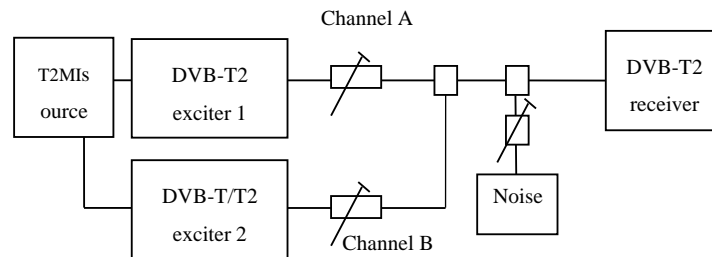 Channel A
T2MIs
ource
DVB-T2
exciter 1
DVB-T2
receiver
DVB-T/T2
exciter 2
Channel B
Noise